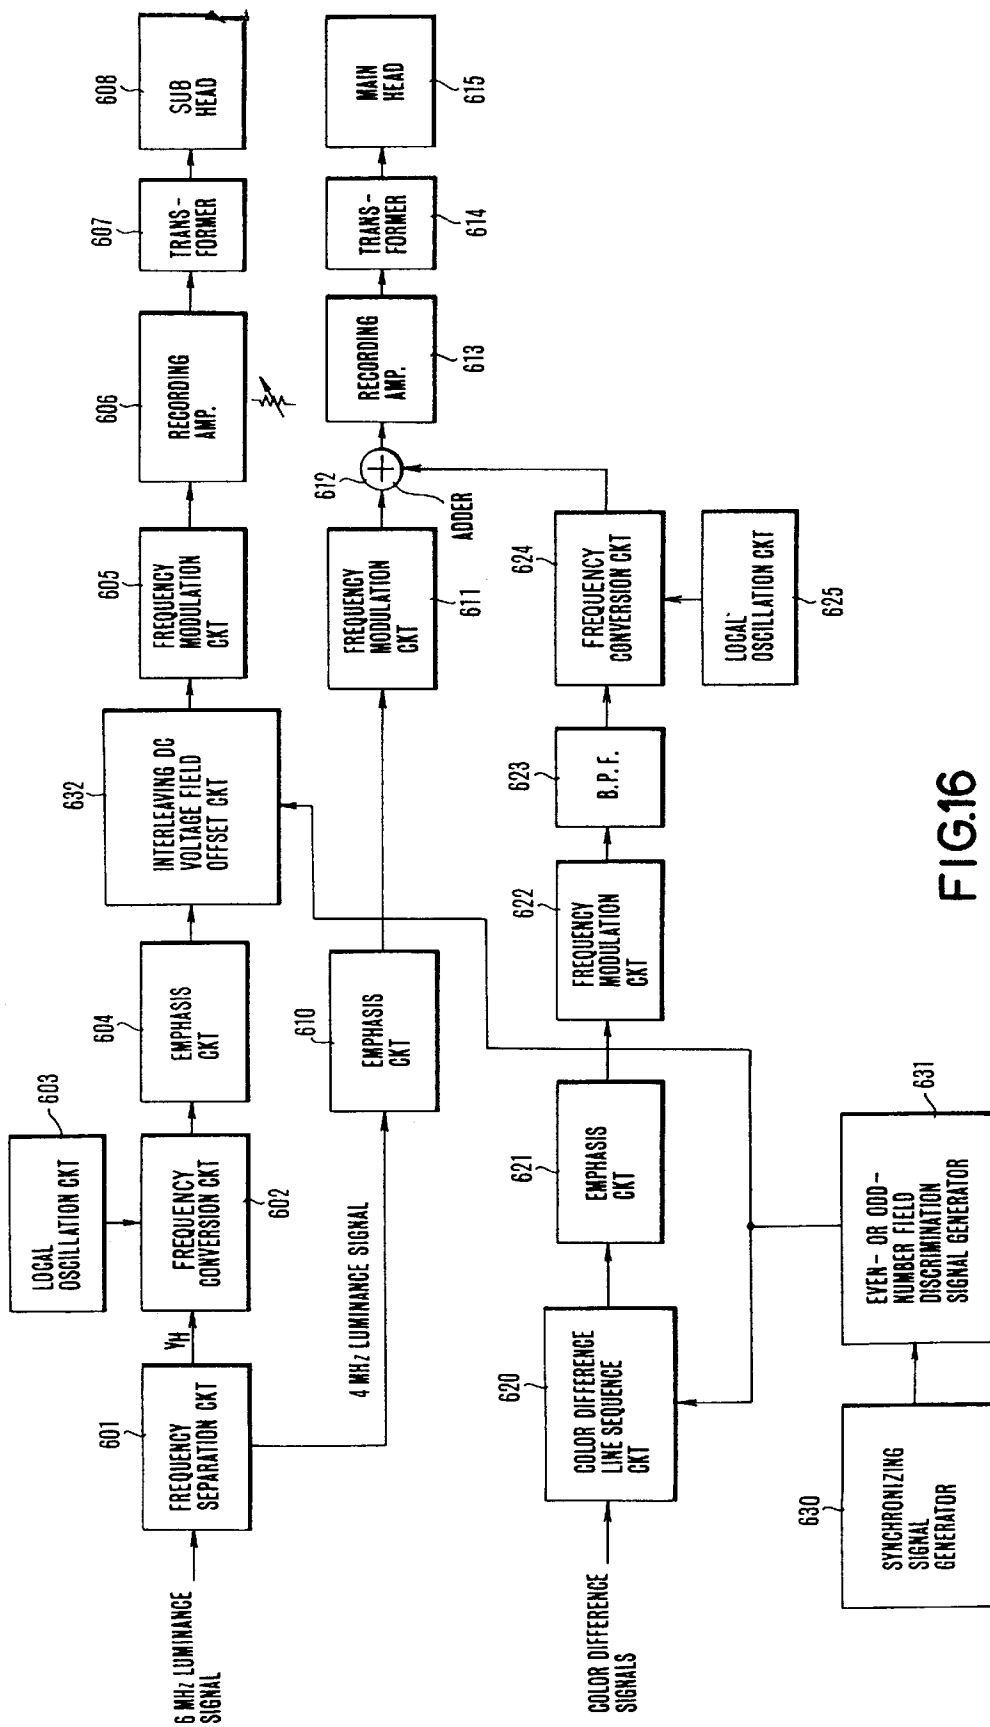 6 MHz LUMINANCE
SIGNAL
601
FREQUENCY
SEPARATION CKT
YH
603
LOCAL
OSCILLATION CKT
602
FREQUENCY
CONVERSION CKT
604
EMPHASIS
CKT
632
INTERLEAVING DC
VOLTAGE FIELD
OFFSET CKT
605
FREQUENCY
MODULATION
CKT
606
RECORDING
AMP.
607
TRANS-
FORMER
608
SUB
HEAD
4 MHz LUMINANCE SIGNAL
610
EMPHASIS
CKT
611
FREQUENCY
MODULATION
CKT
612
ADDER
613
RECORDING
AMP.
614
TRANS-
FORMER
615
MAIN
HEAD
COLOR DIFFERENCE
SIGNALS
620
COLOR DIFFERENCE
LINE SEQUENCE
CKT
621
EMPHASIS
CKT
622
FREQUENCY
MODULATION
CKT
623
B.P.F.
624
FREQUENCY
CONVERSION CKT
625
LOCAL
OSCILLATION CKT
630
SYNCHRONIZING
SIGNAL
GENERATOR
631
EVEN- OR ODD-
NUMBER FIELD
DISCRIMINATION
SIGNAL GENERATOR
FIG.16